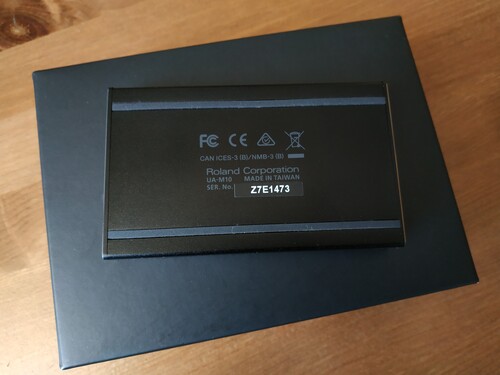 FC CE
CAN ICES-3 (B)/NMB-3 (B)
Roland Corporation
UA-M10 MADE IN TAIWAN
SER. No Z7E1473